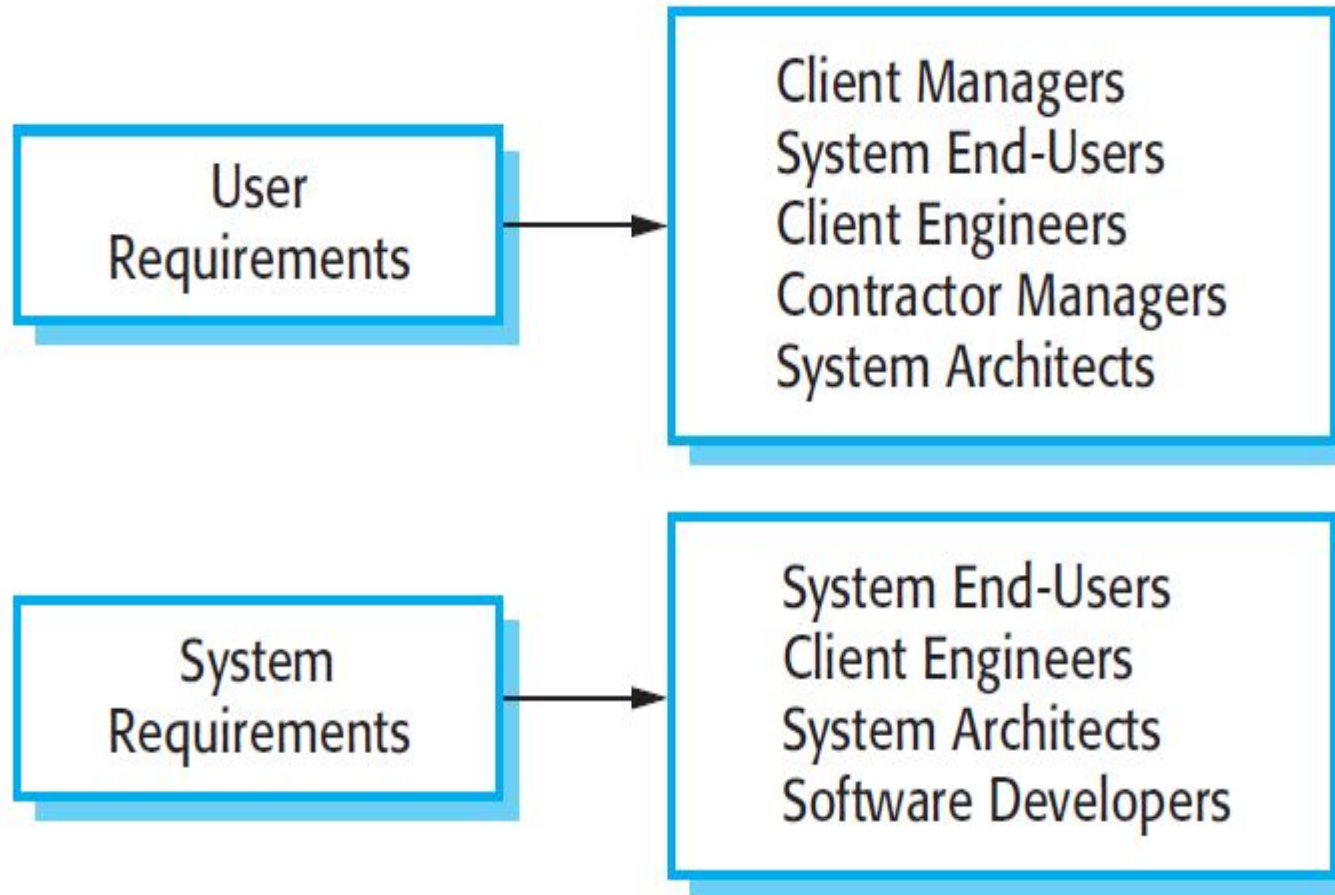 User
Requirements
Client Managers
System End-Users
Client Engineers
Contractor Managers
System Architects
System
Requirements
System End-Users
Client Engineers
System Architects
Software Developers